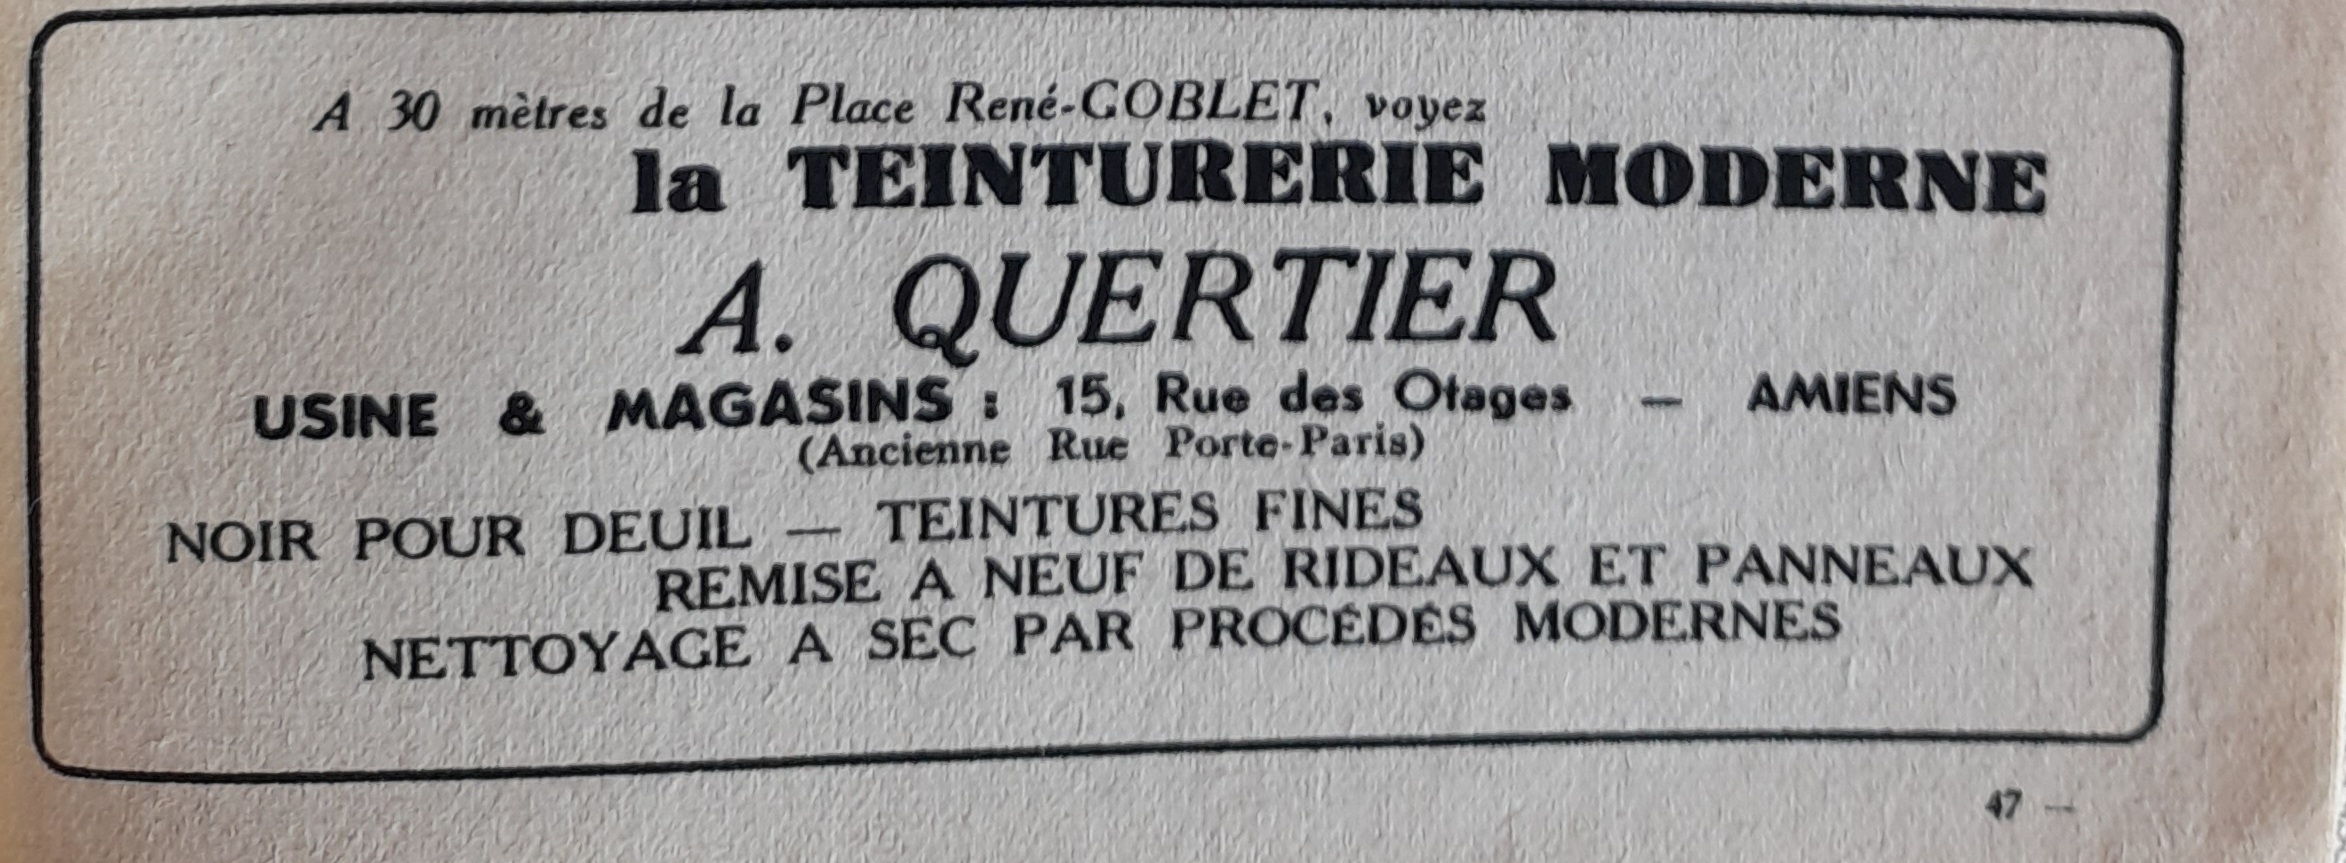 A 30 mètres de la Place René-GOBLET, voyez
la TEINTURERIE MODERNE
A. QUERTIER
USINE & MAGASINS : 15, Rue des Otages — AMIENS
(Ancienne Rue Porte-Paris)
NOIR POUR DEUIL — TEINTURES FINES
REMISE A NEUF DE RIDEAUX ET PANNEAUX
NETTOYAGE A SEC PAR PROCÉDÉS MODERNES
47 —